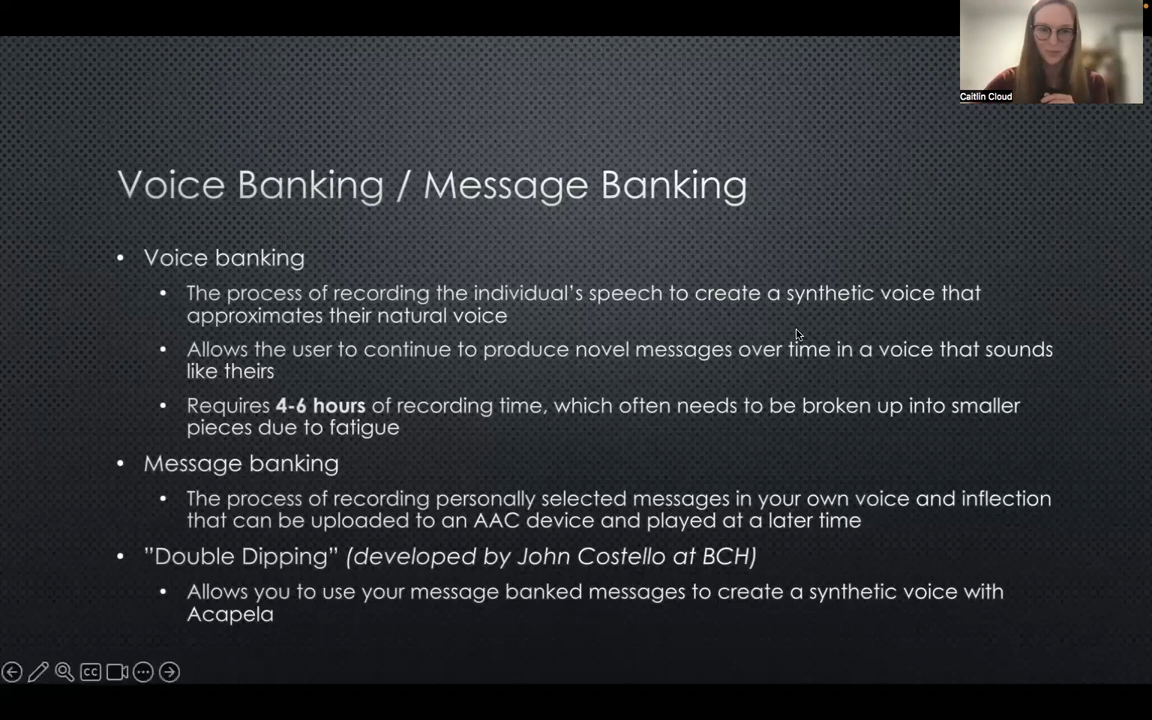 Caitlin Cloud
Voice Banking / Message Banking
• Voice banking
• The process of recording the individual's speech to create a synthetic voice that
approximates their natural voice
• Allows the user to continue to produce novel messages over time in a voice that sounds
like theirs
• Requires 4-6 hours of recording time, which often needs to be broken up into smaller
pieces due to fatigue
• Message banking
• The process of recording personally selected messages in your own voice and inflection
that can be uploaded to an AAC device and played at a later time
• ”Double Dipping” (developed by John Costello at BCH)
• Allows you to use your message banked messages to create a synthetic voice with
Acapela
CC